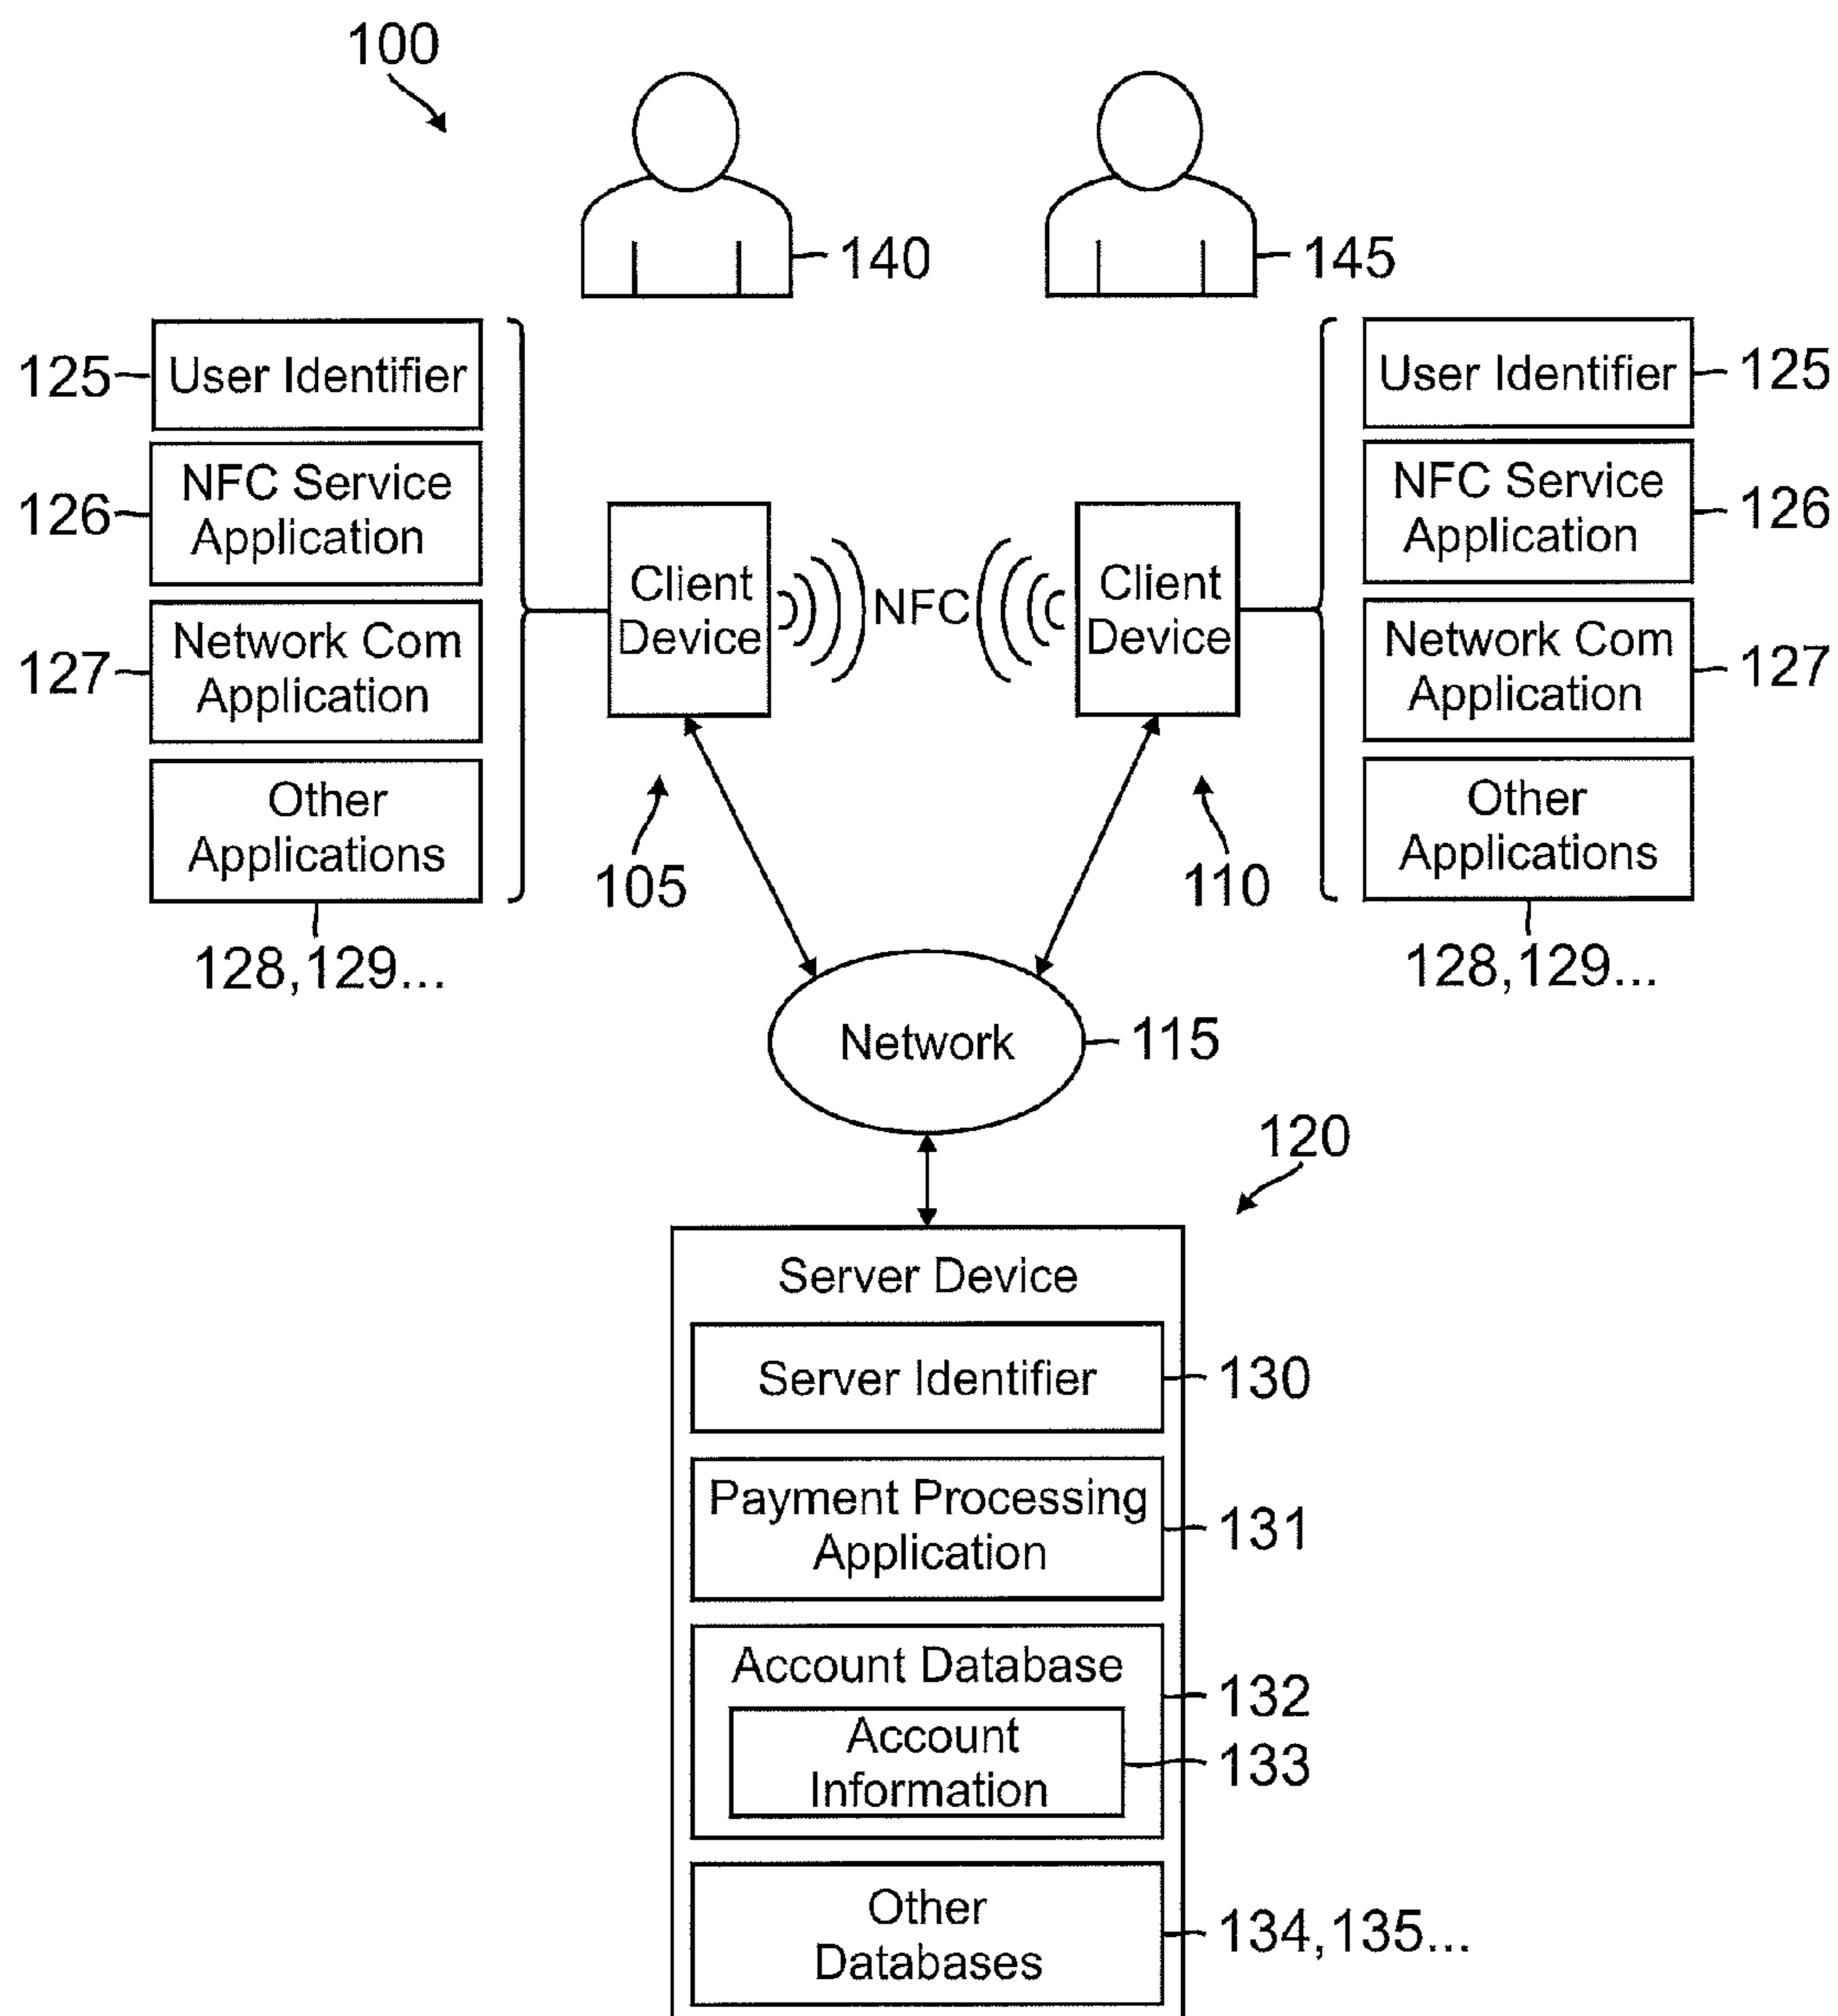 100
140
145
125
User Identifier
User Identifier
125
126
NFC Service
Application
NFC Service
Application
126
Client
Device
NFC
Client
Device
127
Network Com
Application
Network Com
Application
127
Other
Applications
Other
Applications
105
110
128,129...
128,129...
Network
115
120
Server Device
Server Identifier
130
Payment Processing
Application
131
Account Database
132
Account
Information
133
Other
Databases
134,135...